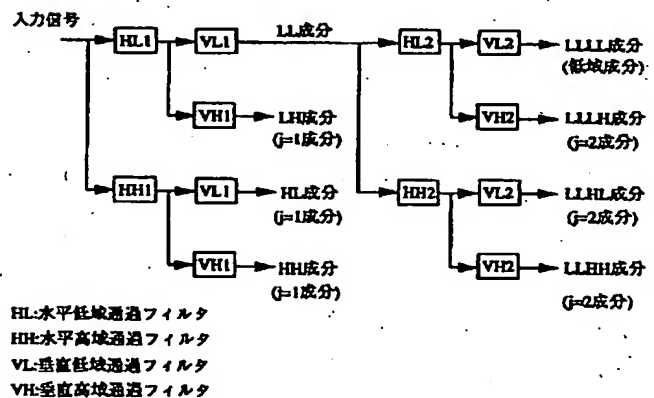 入力信号
HL1
VL1
LL成分
HL2
VL2
LLLL成分
(低域成分)
VH1
LH成分
(j=1成分)
VH2
LLLH成分
(j=2成分)
HH1
VL1
HL成分
(j=1成分)
HH2
VL2
LLHL成分
(j=2成分)
VH1
HH成分
(j=1成分)
VH2
LLHH成分
(j=2成分)
HL:水平低域通過フィルタ
HH:水平高域通過フィルタ
VL:垂直低域通過フィルタ
VH:垂直高域通過フィルタ